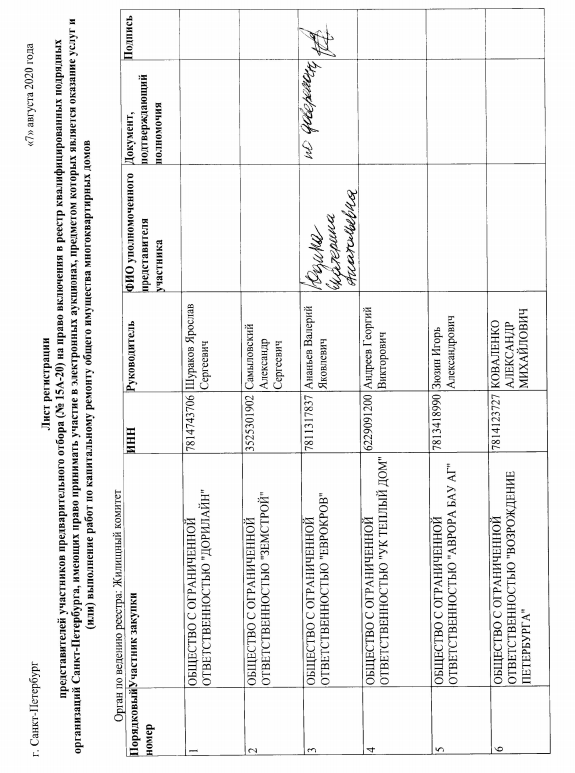 г. Санкт-Петербург «7» августа 2020 года
Лист регистрации
представителей участников предварительного отбора (№ 15А-20) на право включения в реестр квалифицированных подрядных
организаций Санкт-Петербурга, имеющих право принимать участие в электронных аукционах, предметом которых является оказание услуг и
(или) выполнение работ по капитальному ремонту общего имущества многоквартирных домов
Орган по ведению реестра: Жилищный комитет
Порядковый номер Участник закупки ИНН Руководитель ФИО уполномоченного представителя участника Документ, подтверждающий полномочия Подпись
1 ОБЩЕСТВО С ОГРАНИЧЕННОЙ 7814743706 Шураков Ярослав
ОТВЕТСТВЕННОСТЬЮ "ДОРИЛАЙН" Сергеевич
2 ОБЩЕСТВО С ОГРАНИЧЕННОЙ 3525301902 Самыловский
ОТВЕТСТВЕННОСТЬЮ "ЗЕМСТРОЙ" Александр
Сергеевич
3 ОБЩЕСТВО С ОГРАНИЧЕННОЙ 7811317837 Ананьев Валерий Юдина
ОТВЕТСТВЕННОСТЬЮ "ЕВРОКРОВ" Яковлевич Екатерина
Анатольевна
по доверенности
4 ОБЩЕСТВО С ОГРАНИЧЕННОЙ 6229091200 Андреев Георгий
ОТВЕТСТВЕННОСТЬЮ "УК ТЕПЛЫЙ ДОМ" Викторович
5 ОБЩЕСТВО С ОГРАНИЧЕННОЙ 7813418990 Зюзин Игорь
ОТВЕТСТВЕННОСТЬЮ "АВРОРА БАУ АГ" Александрович
6 ОБЩЕСТВО С ОГРАНИЧЕННОЙ 7814123727 КОВАЛЕНКО
ОТВЕТСТВЕННОСТЬЮ "ВОЗРОЖДЕНИЕ АЛЕКСАНДР
ПЕТЕРБУРГА" МИХАЙЛОВИЧ